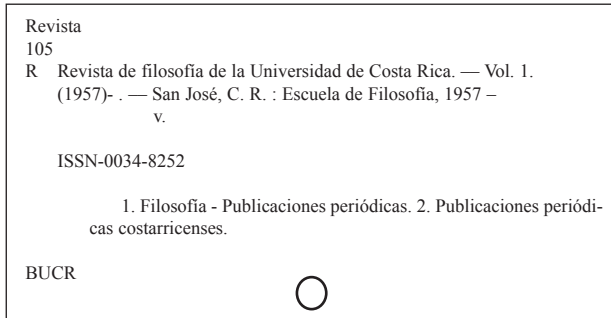 Revista
105
R Revista de filosofía de la Universidad de Costa Rica. — Vol. 1.
(1957)- . — San José, C. R. : Escuela de Filosofía, 1957 –
v.
ISSN-0034-8252
1. Filosofía - Publicaciones periódicas. 2. Publicaciones periódi-
cas costarricenses.
BUCR